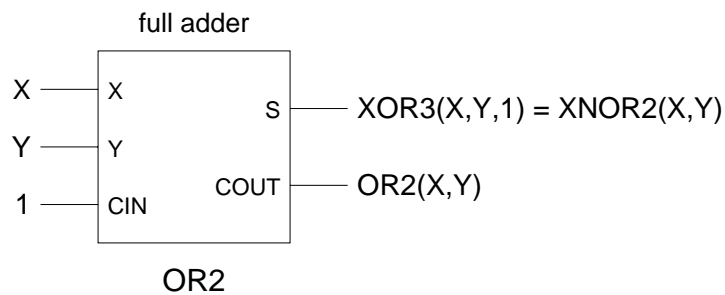 full adder
X X
S XOR3(X,Y,1) = XNOR2(X,Y)
Y Y
COUT OR2(X,Y)
1 CIN
OR2